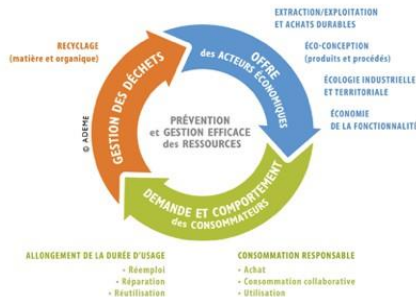 EXTRACTION/EXPLOITATION
ET ACHATS DURABLES
ÉCO-CONCEPTION
(produits et procédés)
ÉCOLOGIE INDUSTRIELLE
ET TERRITORIALE
ÉCONOMIE
DE LA FONCTIONNALITÉ
RECYCLAGE
(matière et organique)
OFFRE
des ACTEURS ÉCONOMIQUES
GESTION DES DÉCHETS
PRÉVENTION
et GESTION EFFICACE
des RESSOURCES
© ADEME
DEMANDE ET COMPORTEMENT
des CONSOMMATEURS
ALLONGEMENT DE LA DURÉE D'USAGE
• Réemploi
• Réparation
• Réutilisation
CONSOMMATION RESPONSABLE
• Achat
• Consommation collaborative
• Utilisation